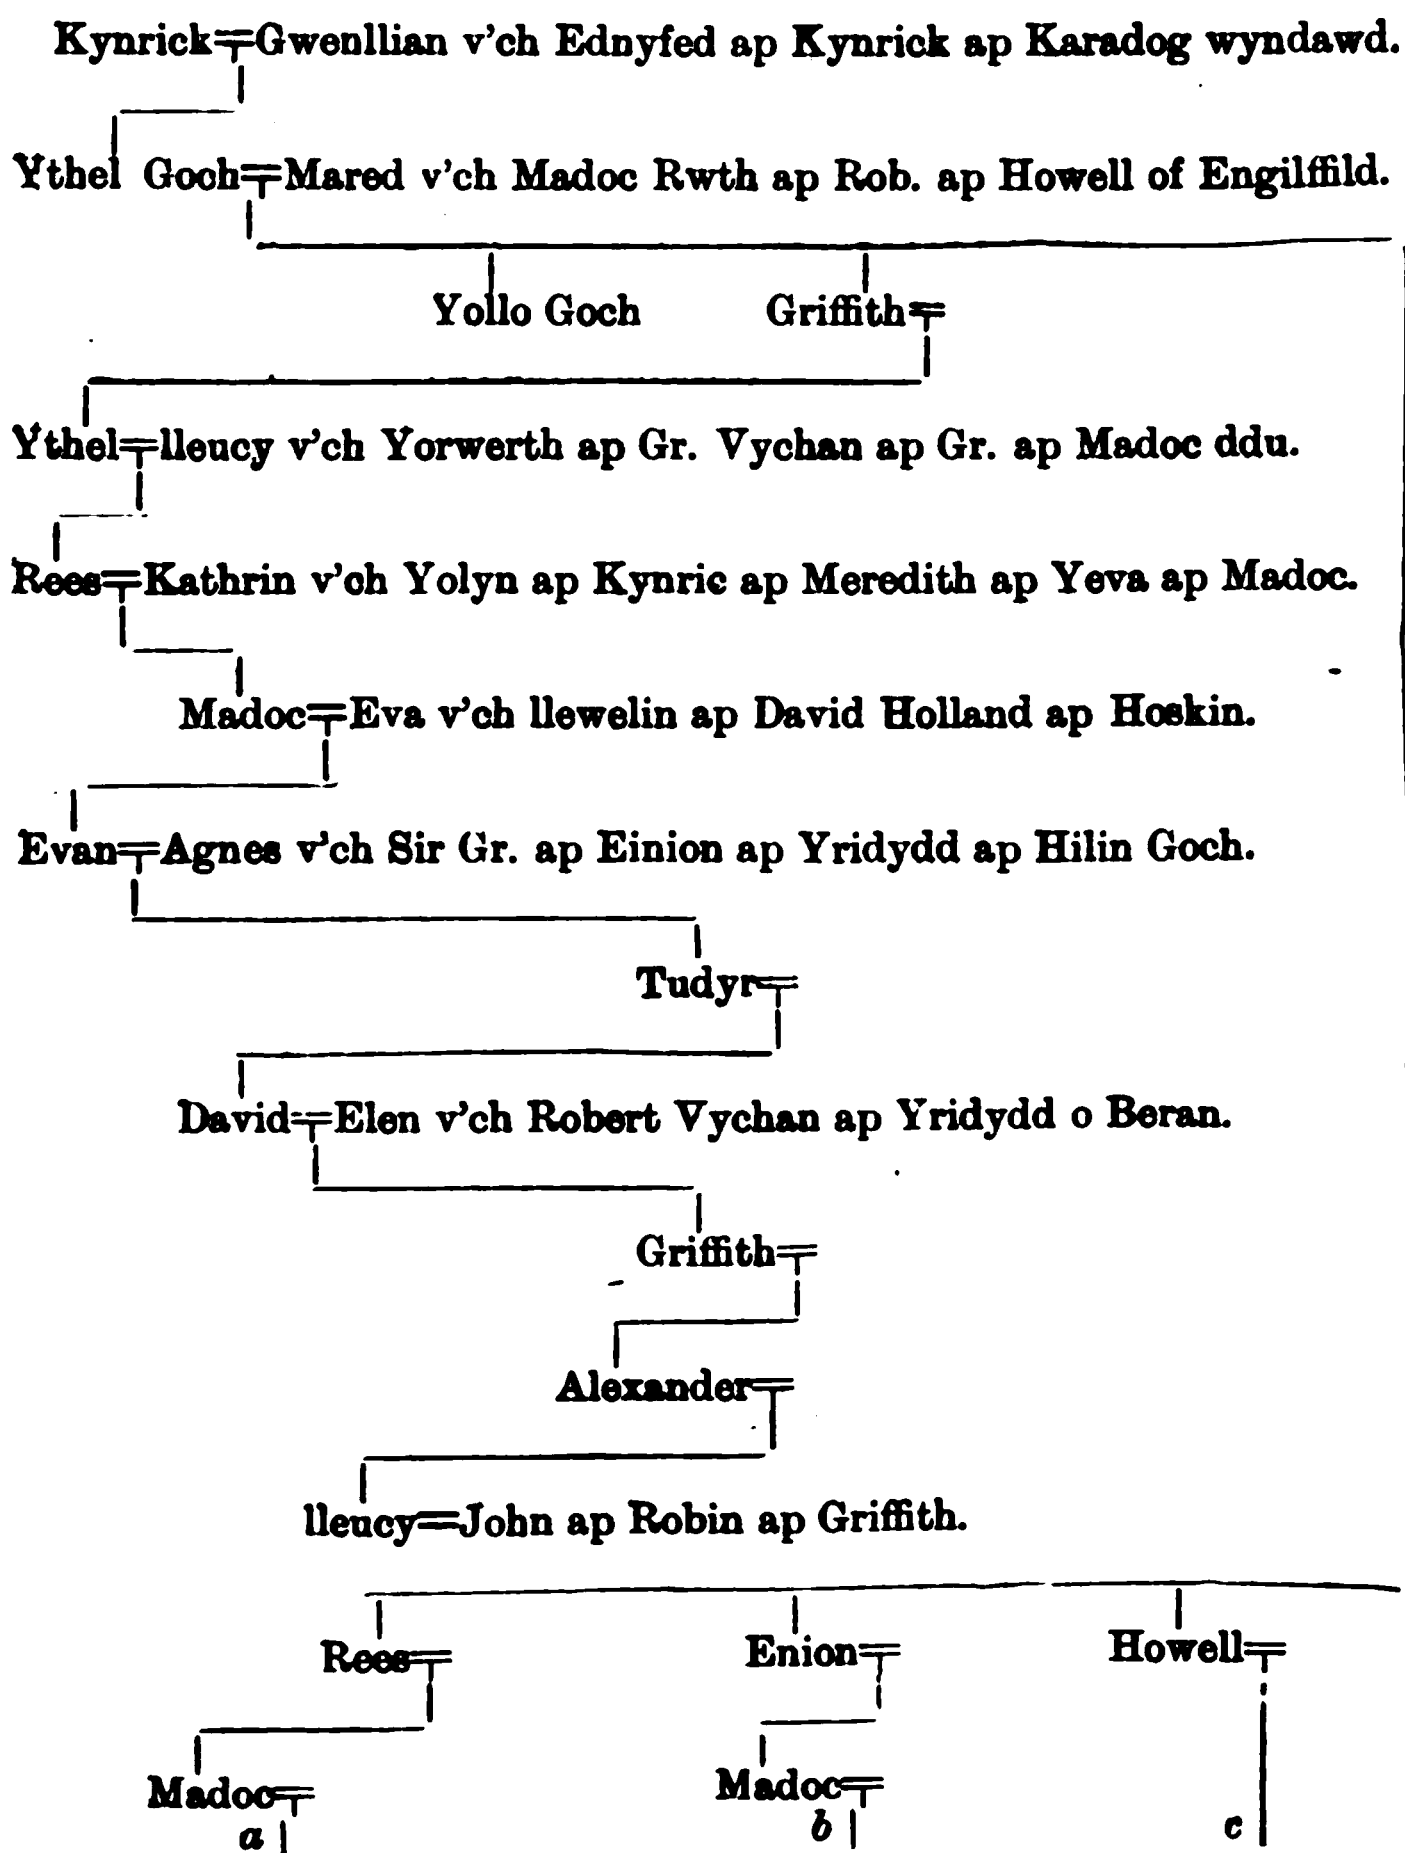 Kynrick Gwenllian v'ch Ednyfed ap Kynrick ap Karadog wyndawd.
Ythel Goch Mared v'ch Madoc Rwth ap Rob. ap Howell of Engilffild.
Yollo Goch Griffith
Ythel lleucy v'ch Yorwerth ap Gr. Vychan ap Gr. ap Madoc ddu.
Rees Kathrin v'ch Yolyn ap Kynric ap Meredith ap Yeva ap Madoc.
Madoc Eva v'ch llewelin ap David Holland ap Hoskin.
Evan Agnes v'ch Sir Gr. ap Einion ap Yridydd ap Hilin Goch.
Tudyr
David Elen v'ch Robert Vychan ap Yridydd o Beran.
Griffith
Alexander
lleucy=John ap Robin ap Griffith.
Rees Enion Howell
Madoc Madoc
a b c